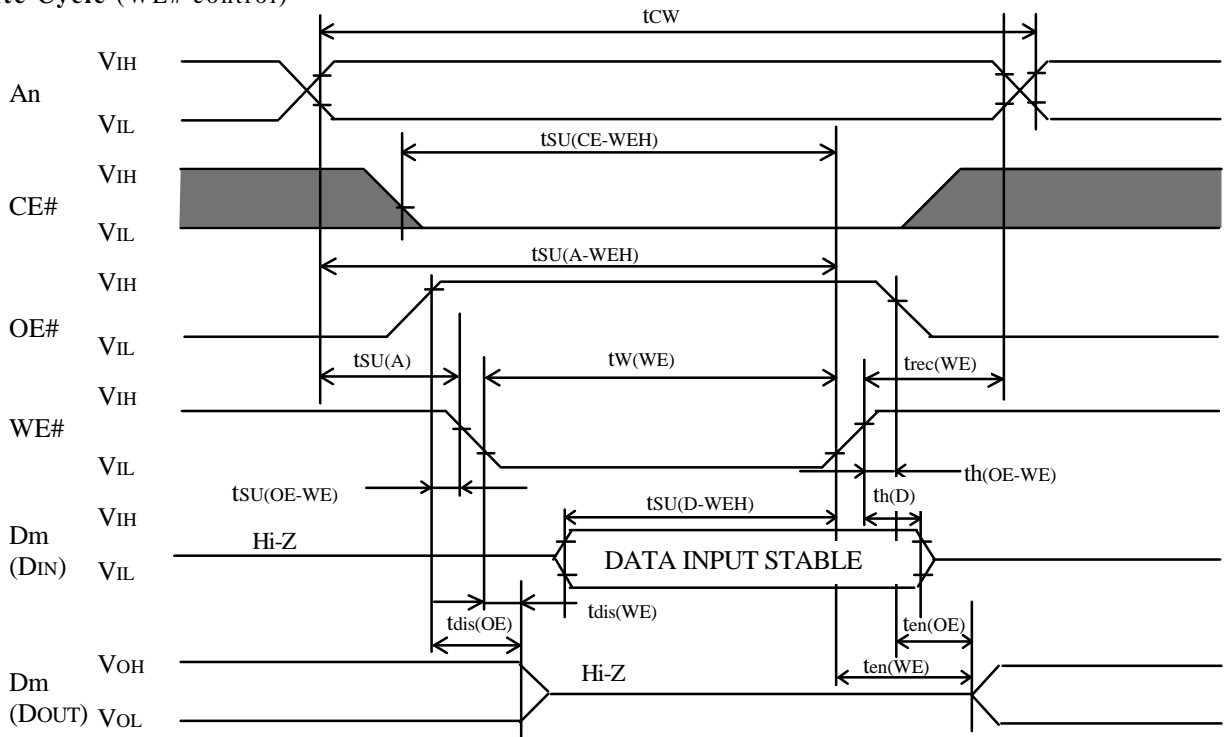 (WE# control)
tCW
VIH
An
VIL
tSU(CE-WEH)
VIH
CE#
VIL
tSU(A-WEH)
VIH
OE#
VIL
tSU(A)
tW(WE)
trec(WE)
VIH
WE#
VIL
tSU(OE-WE)
th(OE-WE)
tSU(D-WEH)
th(D)
VIH
Dm
Hi-Z
(DIN)
VIL
DATA INPUT STABLE
tdis(OE)
tdis(WE)
ten(OE)
VOH
Hi-Z
ten(WE)
Dm
(DOUT)
VOL